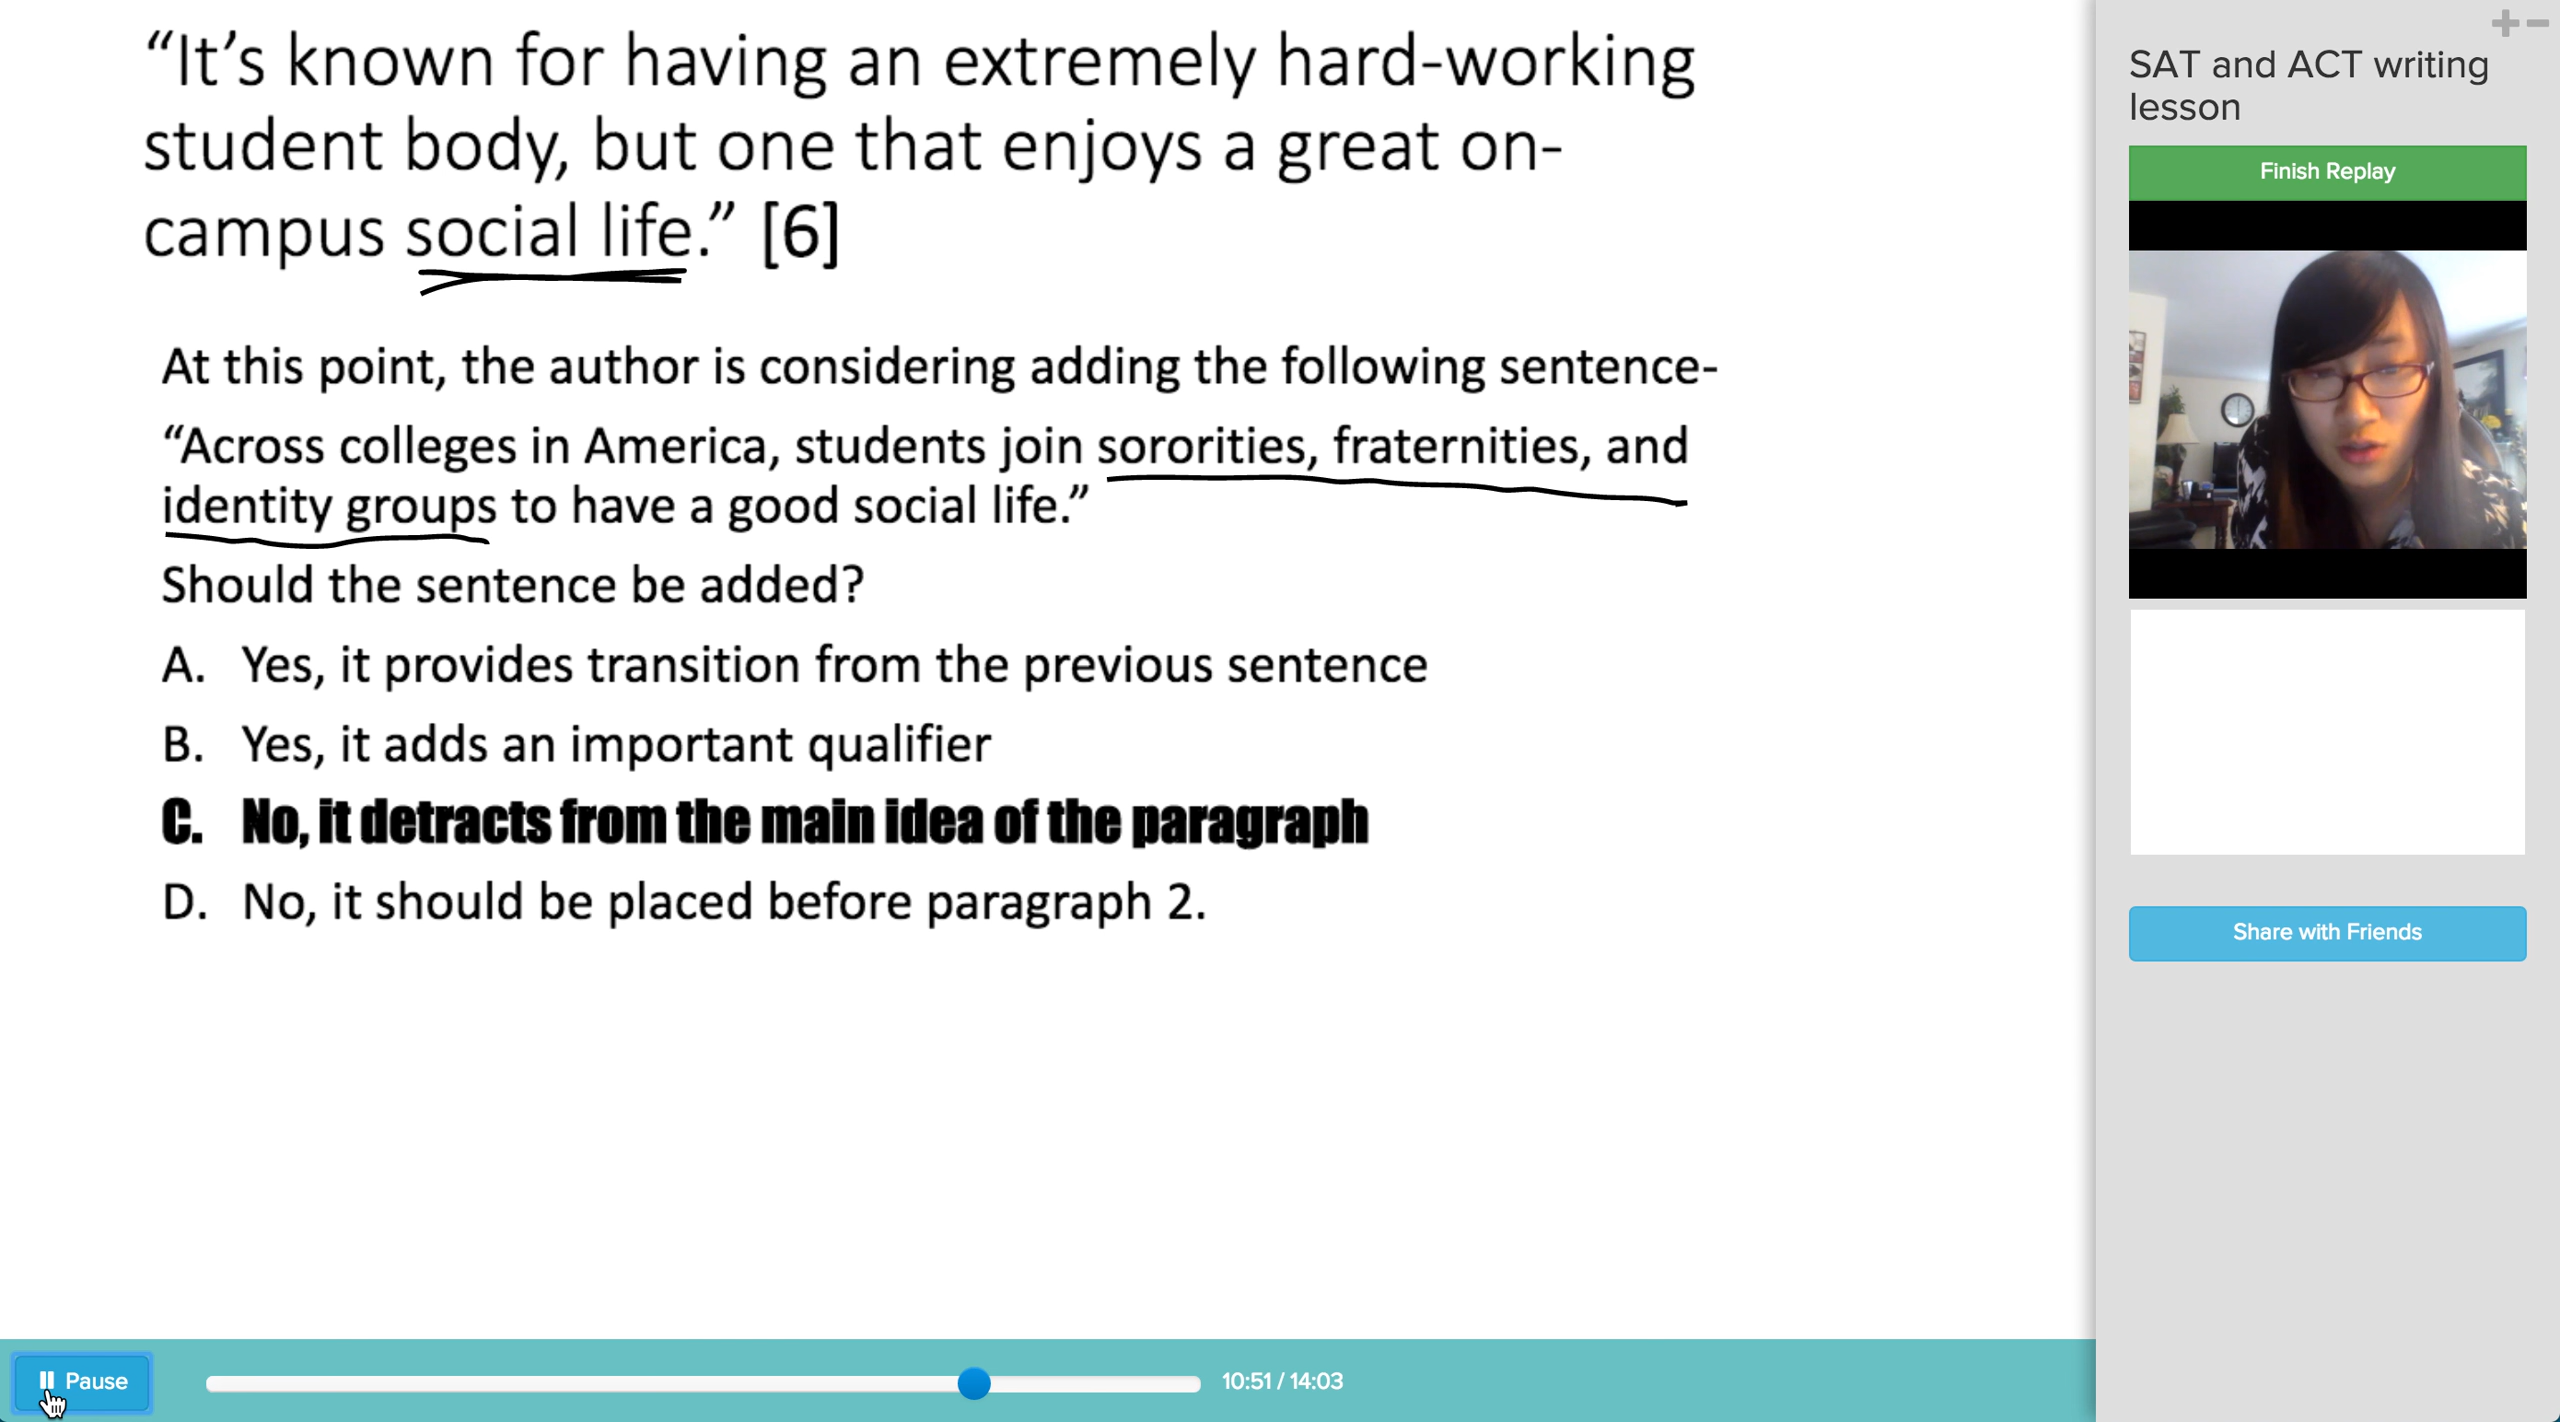 “It’s known for having an extremely hard-working
student body, but one that enjoys a great on-
campus social life.” [6]
At this point, the author is considering adding the following sentence-
“Across colleges in America, students join sororities, fraternities, and
identity groups to have a good social life.”
Should the sentence be added?
A. Yes, it provides transition from the previous sentence
B. Yes, it adds an important qualifier
C. No, it detracts from the main idea of the paragraph
D. No, it should be placed before paragraph 2.
Pause
10:51 / 14:03
SAT and ACT writing
lesson
Finish Replay
Share with Friends